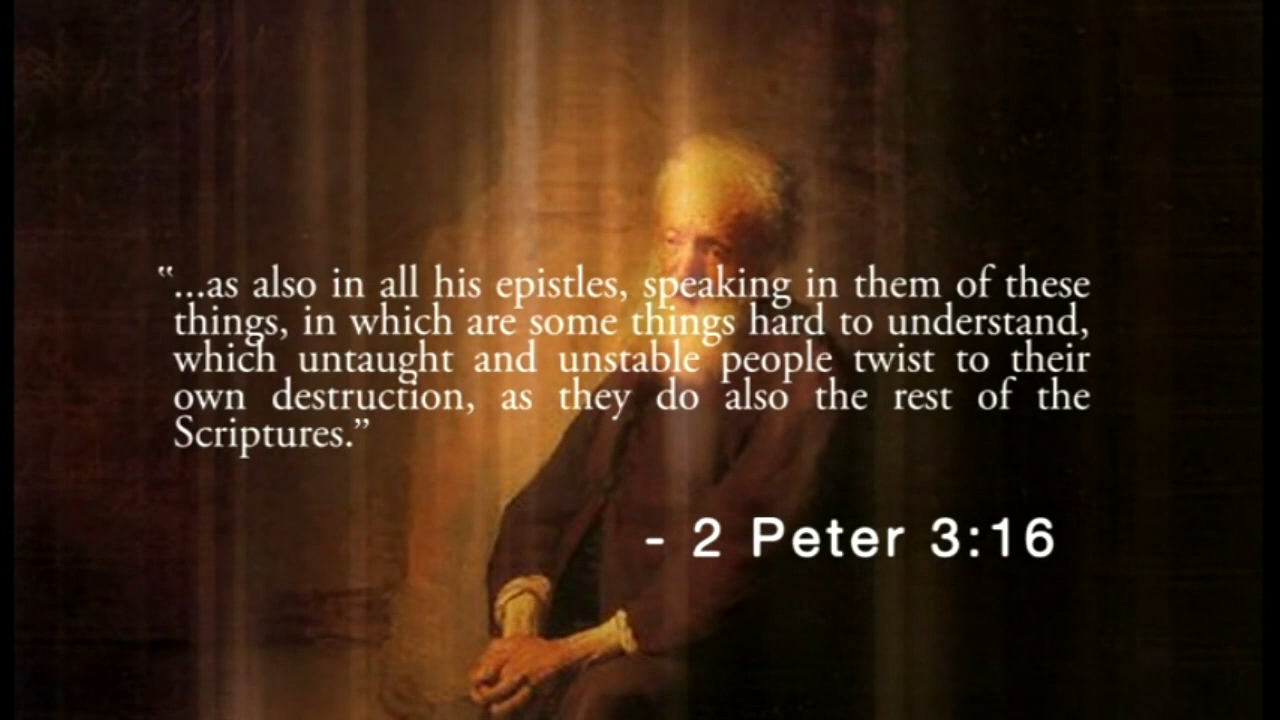 “...as also in all his epistles, speaking in them of these
things, in which are some things hard to understand,
which untaught and unstable people twist to their
own destruction, as they do also the rest of the
Scriptures.”
- 2 Peter 3:16